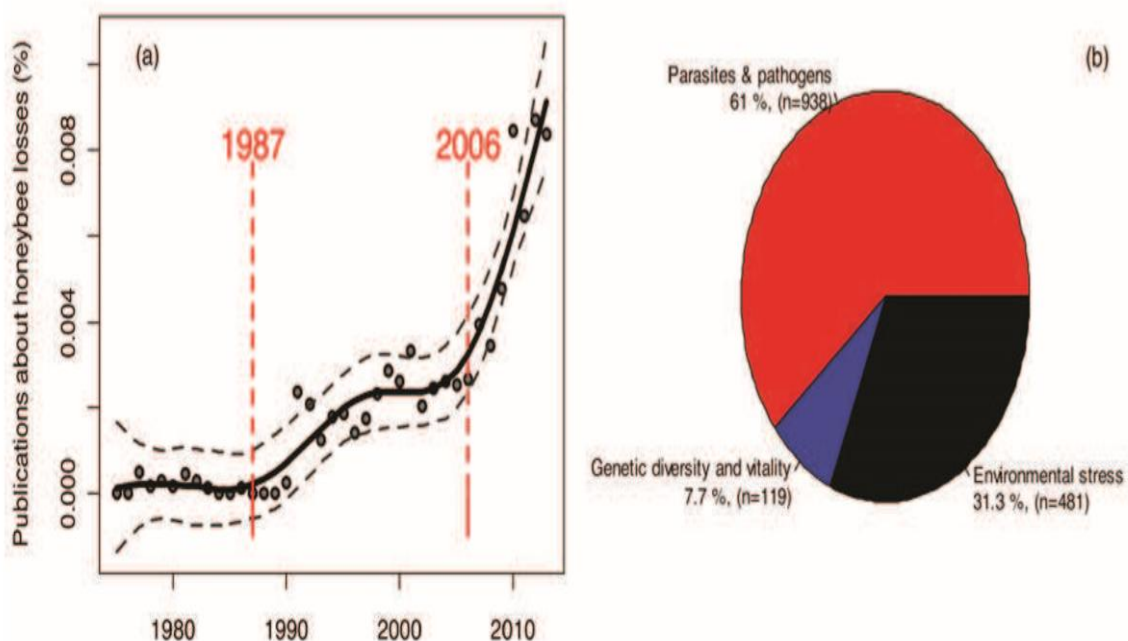 (a)
Publications about honeybee losses (%)
0.008
0.004
0.000
1987
2006
1980
1990
2000
2010
(b)
Parasites & pathogens
61 %, (n=938)
Genetic diversity and vitality
7.7 %, (n=119)
Environmental stress
31.3 %, (n=481)